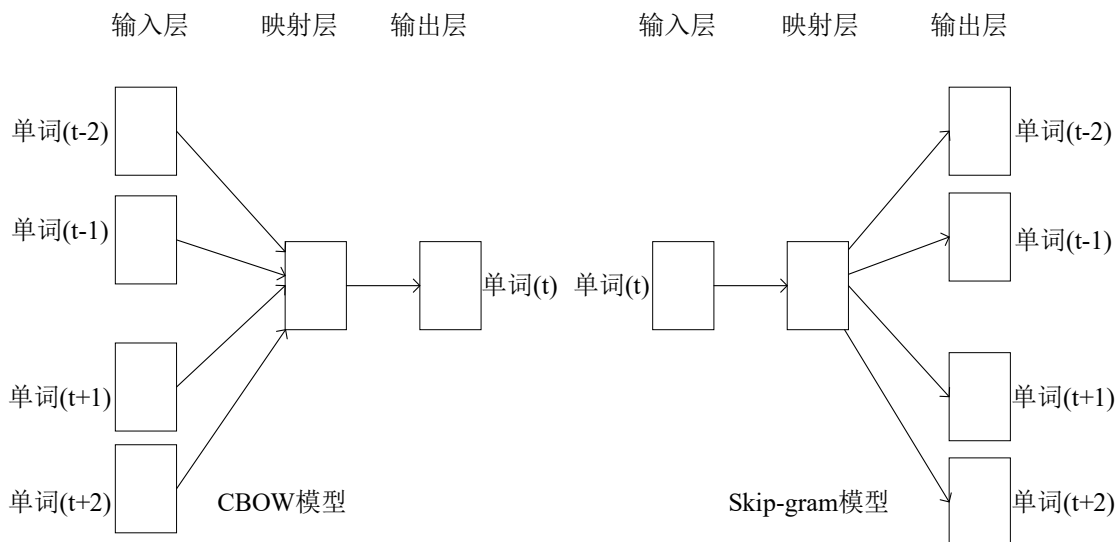 输入层 映射层 输出层 输入层 映射层 输出层
单词(t-2) 单词(t-2)
单词(t-1) 单词(t-1)
单词(t) 单词(t)
单词(t+1) 单词(t+1)
单词(t+2) CBOW模型 Skip-gram模型 单词(t+2)